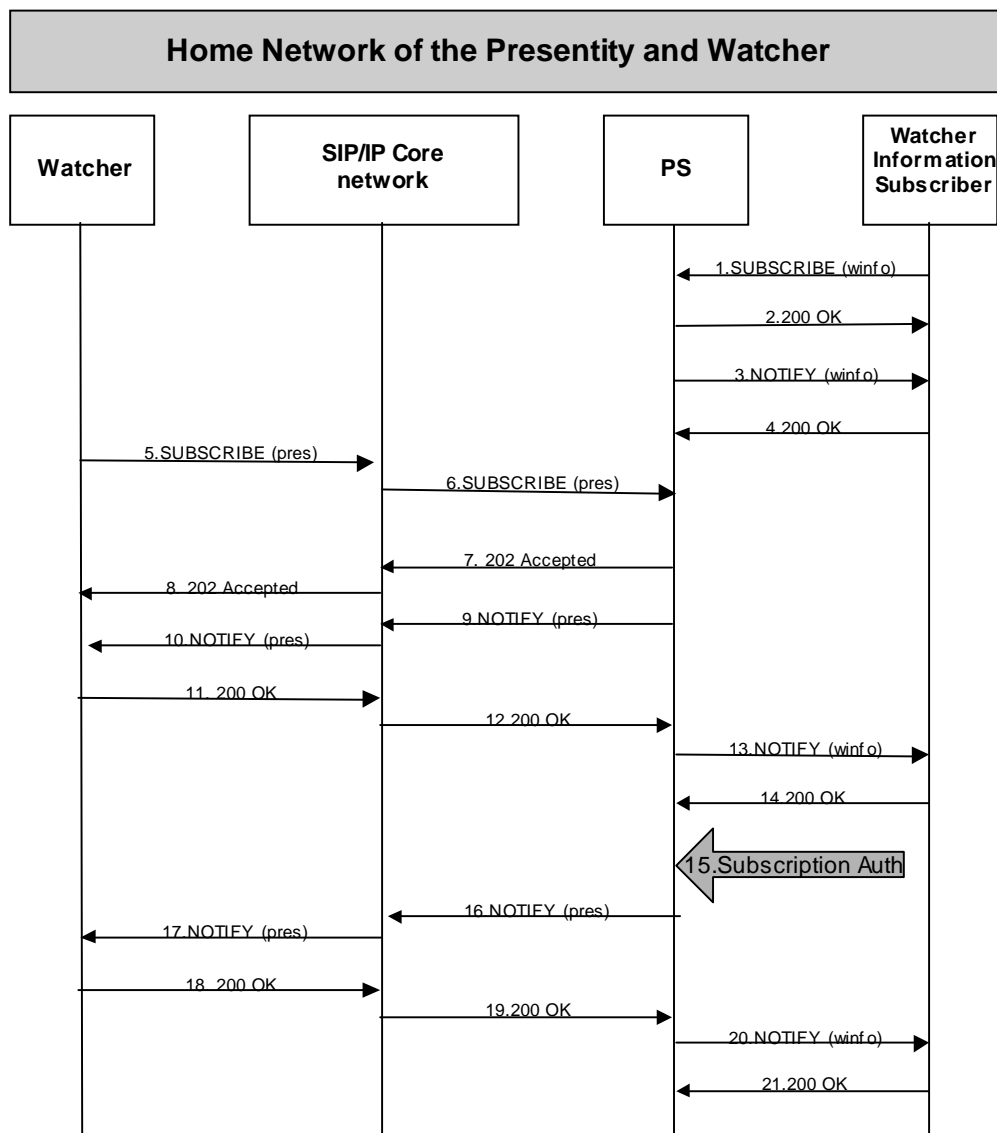 Home Network of the Presentity and Watcher
Watcher
SIP/IP Core
network
PS
Watcher
Information
Subscriber
1.SUBSCRIBE (winfo)
2.200 OK
3.NOTIFY (winfo)
4.200 OK
5.SUBSCRIBE (pres)
6.SUBSCRIBE (pres)
7. 202 Accepted
8. 202 Accepted
9.NOTIFY (pres)
10.NOTIFY (pres)
11. 200 OK
12.200 OK
13.NOTIFY (winfo)
14.200 OK
15.Subscription Auth
16.NOTIFY (pres)
17.NOTIFY (pres)
18. 200 OK
19.200 OK
20.NOTIFY (winfo)
21.200 OK